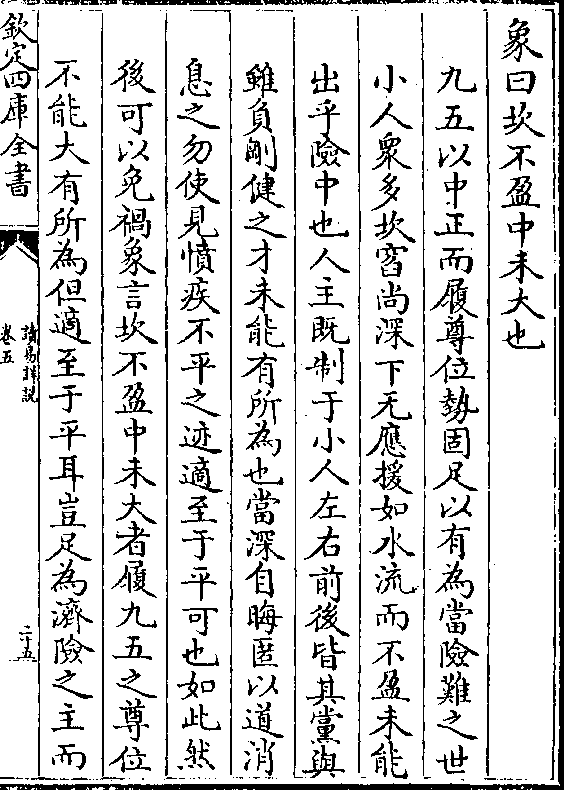 象曰坎不盈中未大也
九五以中正而履尊位勢固足以有為當險難之世
小人衆多坎窞尚深下无應援如水流而不盈未能
出乎險中也人主既制于小人左右前後皆其黨與
雖負剛健之才未能有所為也當深自晦匿以道消
息之勿使見憤疾不平之迹適至于平可也如此然
後可以免禍象言坎不盈中未大者履九五之尊位
不能大有所為但適至于平耳豈足為濟險之主而
欽定四庫全書
讀易詳說
卷五
二十五